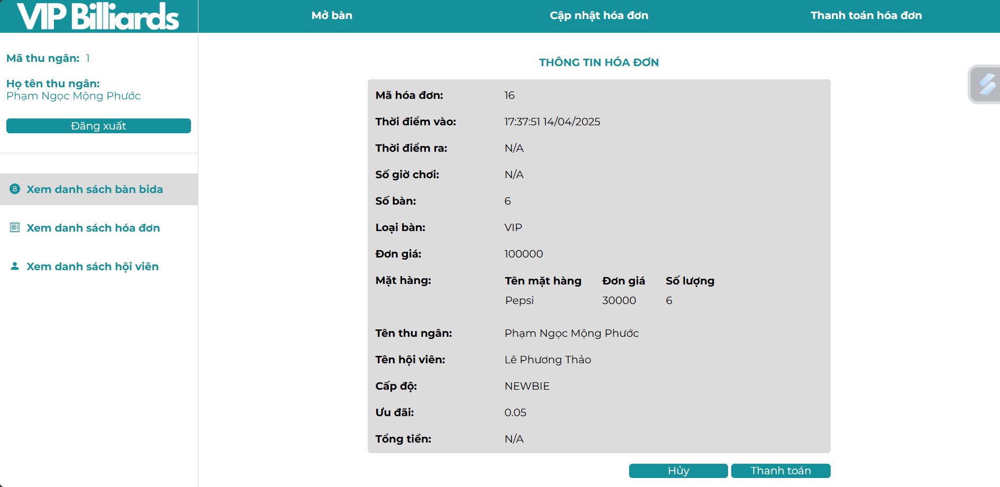 VIP Billiards
Mở bàn
Cập nhật hóa đơn
Thanh toán hóa đơn
Mã thu ngân: 1
Họ tên thu ngân:
Phạm Ngọc Mộng Phước
Đăng xuất
8 Xem danh sách bàn bida
Xem danh sách hóa đơn
Xem danh sách hội viên
THÔNG TIN HÓA ĐƠN
Mã hóa đơn: 16
Thời điểm vào: 17:37:51 14/04/2025
Thời điểm ra: N/A
Số giờ chơi: N/A
Số bàn: 6
Loại bàn: VIP
Đơn giá: 100000
Mặt hàng: Tên mặt hàng Đơn giá Số lượng
Pepsi 30000 6
Tên thu ngân: Phạm Ngọc Mộng Phước
Tên hội viên: Lê Phương Thảo
Cấp độ: NEWBIE
Ưu đãi: 0.05
Tổng tiền: N/A
Hủy
Thanh toán